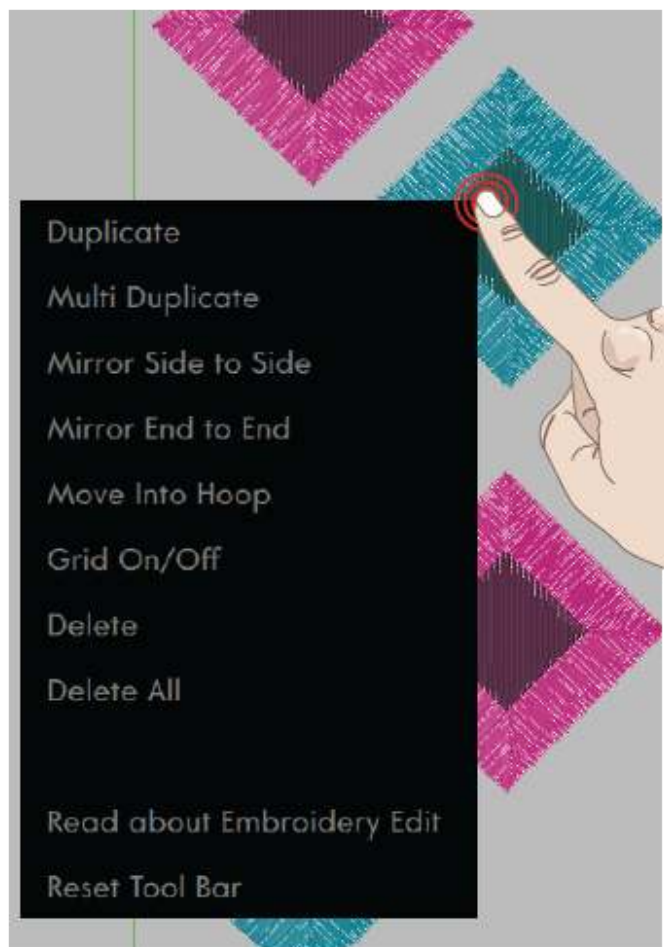 Duplicate
Multi Duplicate
Mirror Side to Side
Mirror End to End
Move Into Hoop
Grid On/Off
Delete
Delete All
Read about Embroidery Edit
Reset Tool Bar